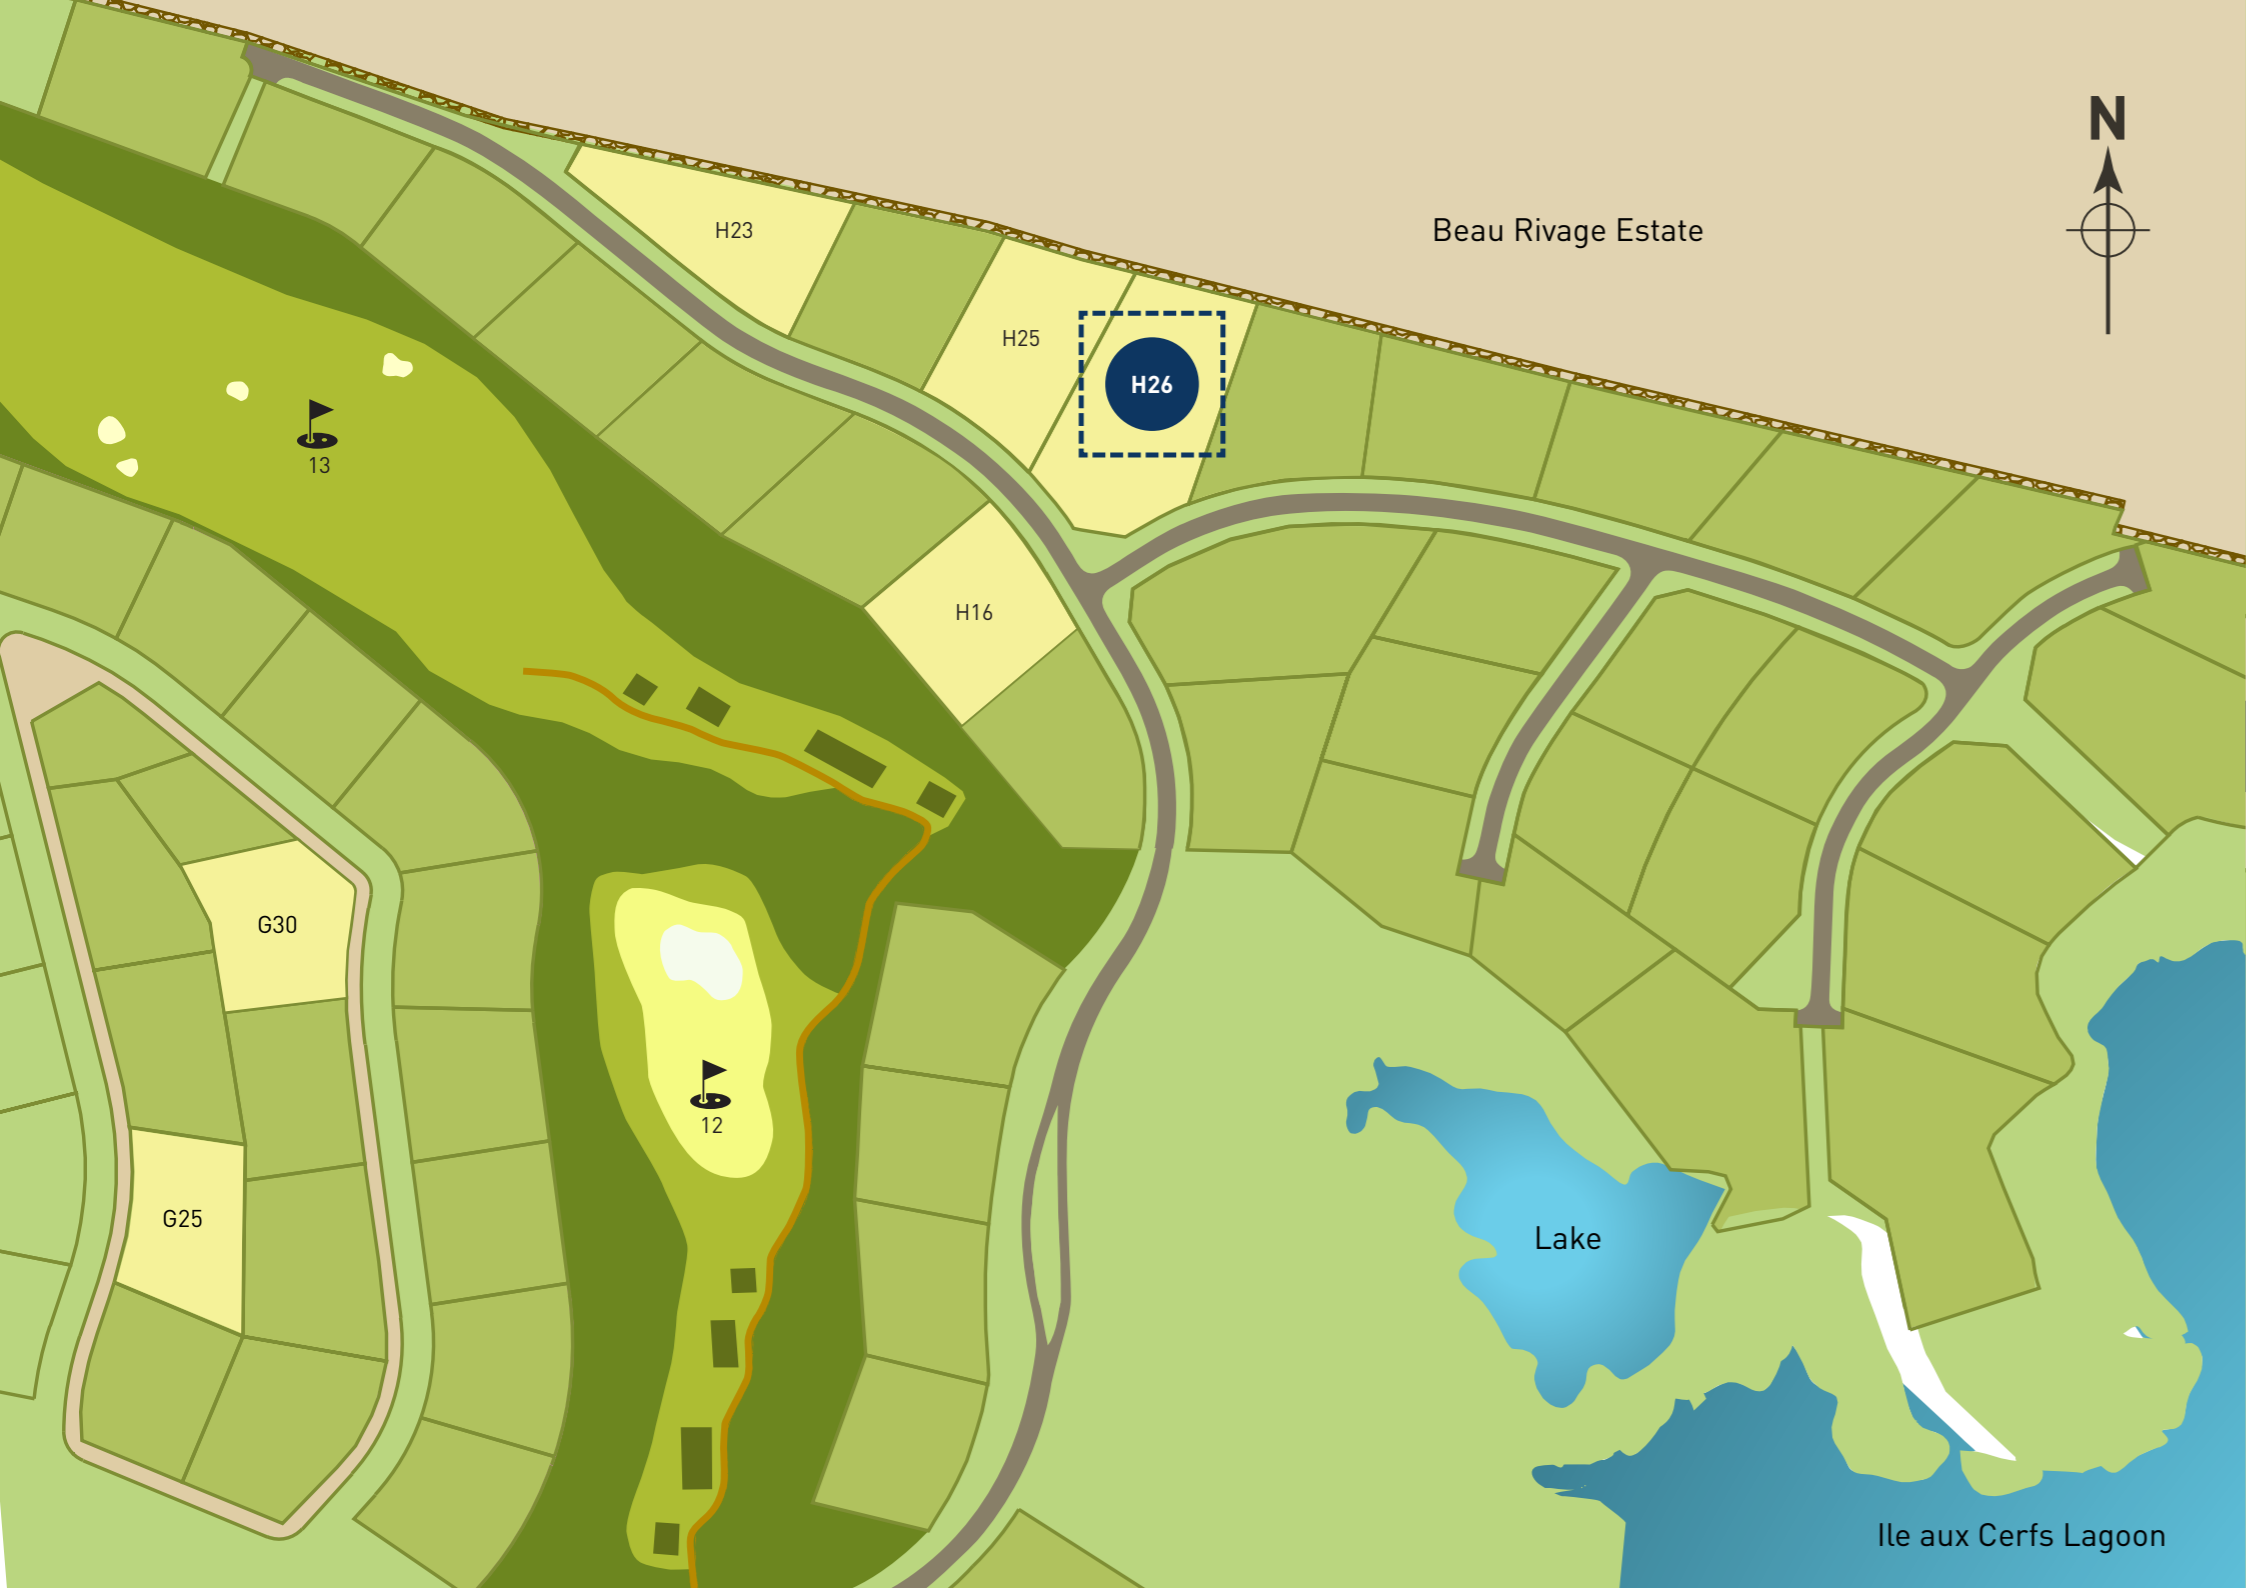 N
Beau Rivage Estate
H23
H25
H26
13
H16
G30
12
G25
Lake
Ile aux Cerfs Lagoon